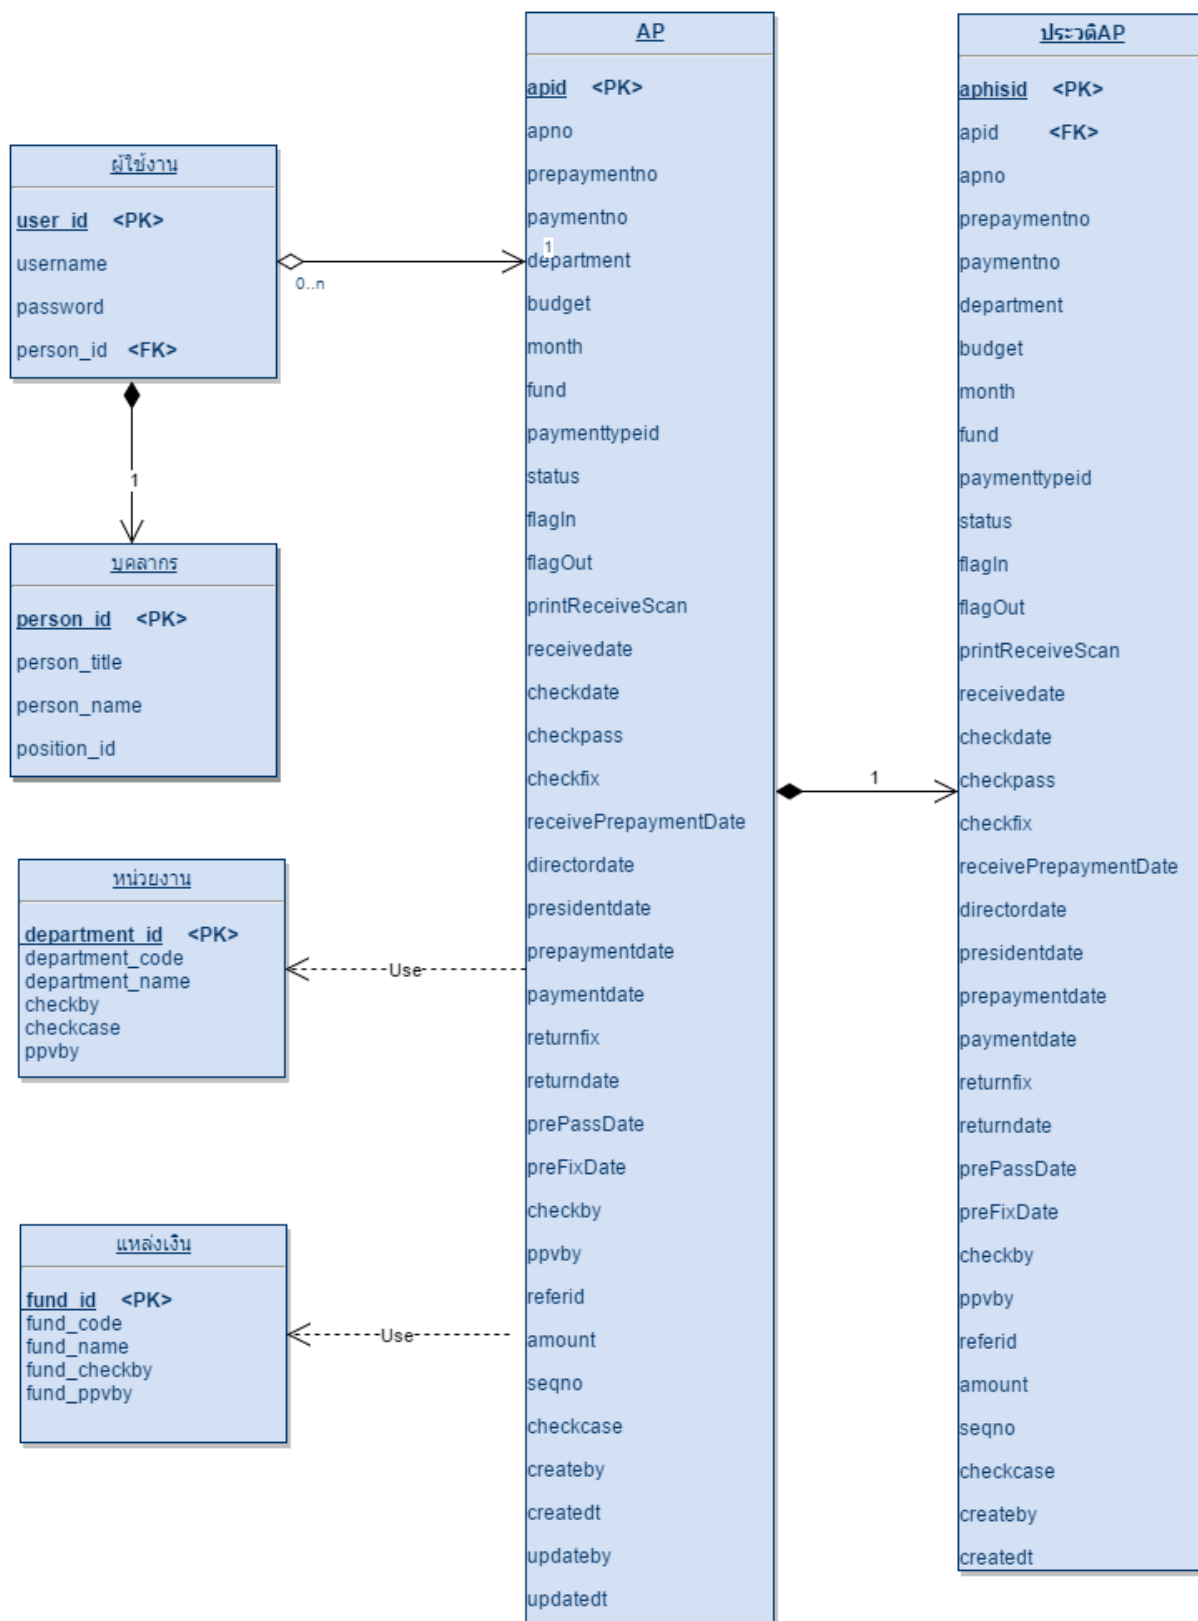 ผู้ใช้งาน
user_id <PK>
username
password
person_id <FK>
0..n
1
1
บุคลากร
person_id <PK>
person_title
person_name
position_id
หน่วยงาน
department_id <PK>
department_code
department_name
checkby
checkcase
ppvby
Use
แหล่งเงิน
fund_id <PK>
fund_code
fund_name
fund_checkby
fund_ppvby
Use
AP
apid <PK>
apno
prepaymentno
paymentno
department
budget
month
fund
paymenttypeid
status
flagIn
flagOut
printReceiveScan
receivedate
checkdate
checkpass
checkfix
receivePrepaymentDate
directordate
presidentdate
prepaymentdate
paymentdate
returnfix
returndate
prePassDate
preFixDate
checkby
ppvby
referid
amount
seqno
checkcase
createby
createdt
updateby
updatedt
1
ประวติAP
aphisid <PK>
apid <FK>
apno
prepaymentno
paymentno
department
budget
month
fund
paymenttypeid
status
flagIn
flagOut
printReceiveScan
receivedate
checkdate
checkpass
checkfix
receivePrepaymentDate
directordate
presidentdate
prepaymentdate
paymentdate
returnfix
returndate
prePassDate
preFixDate
checkby
ppvby
referid
amount
seqno
checkcase
createby
createdt